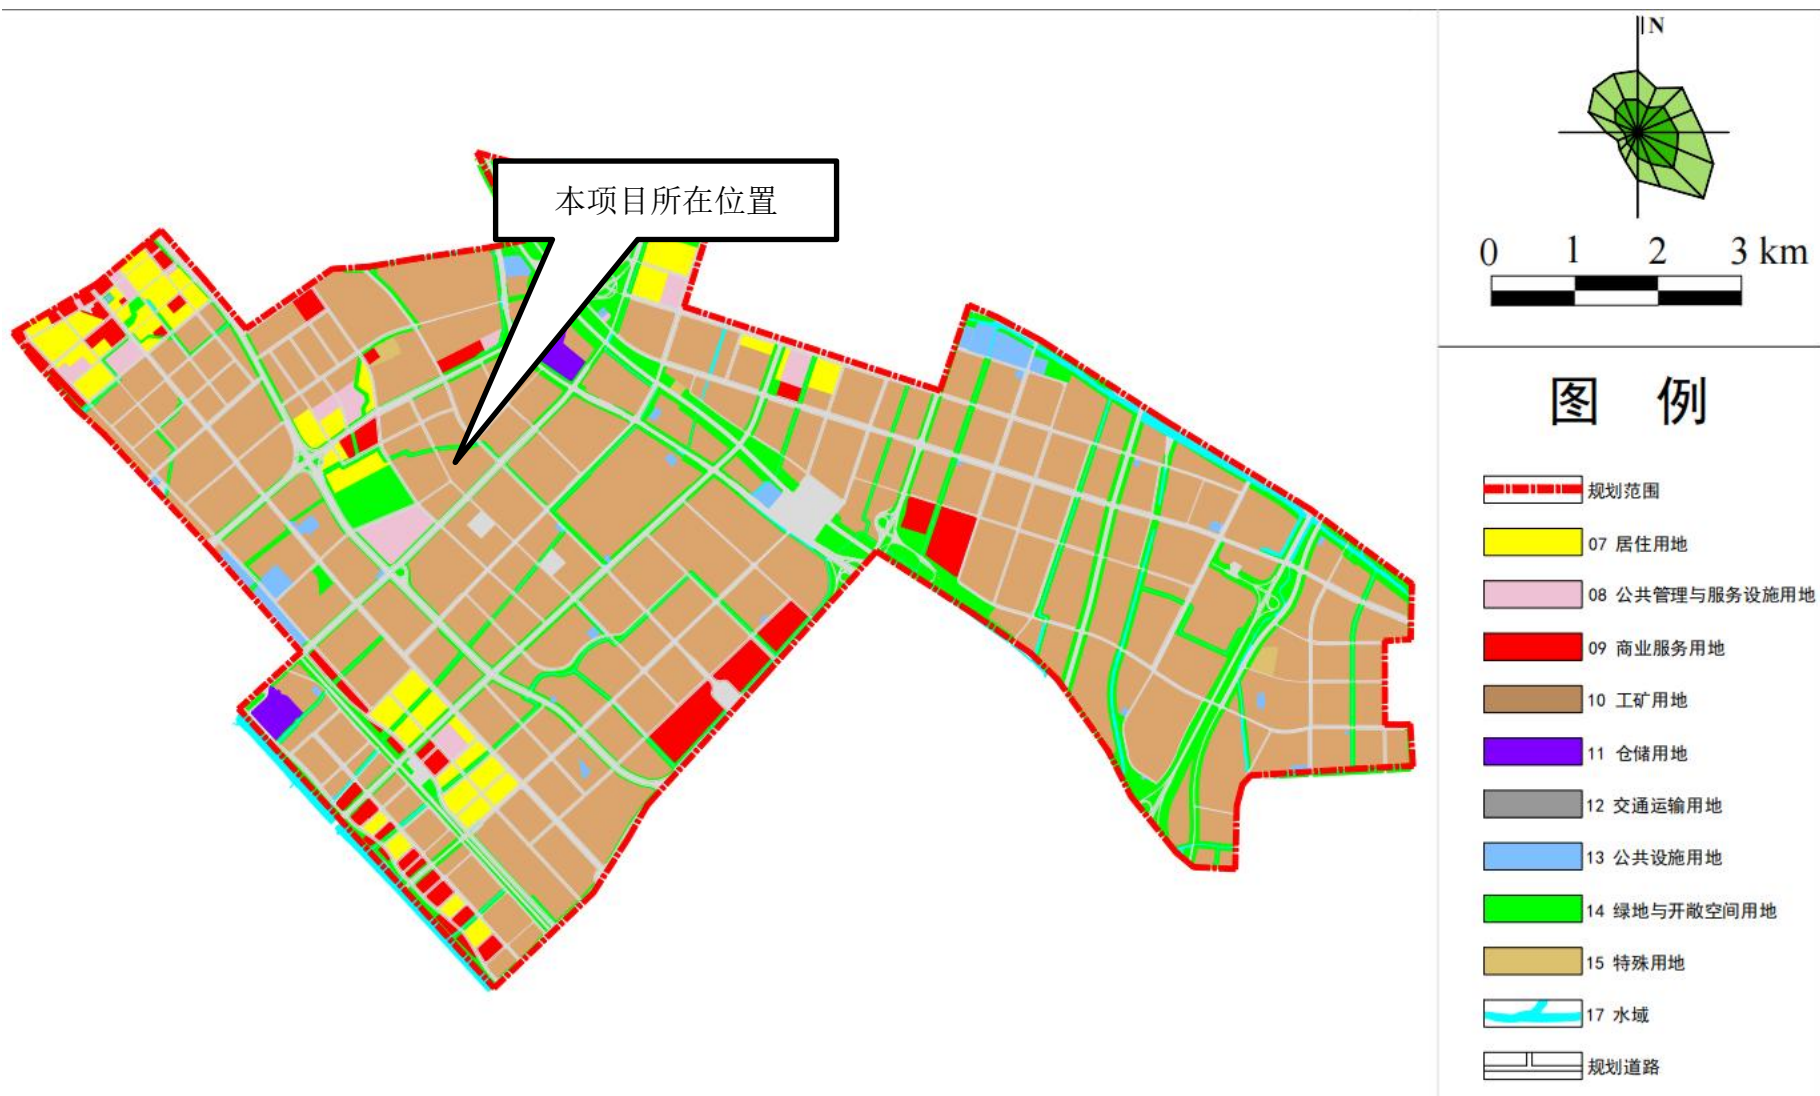 本项目所在位置
N
0 1 2 3 km
图 例
规划范围
07 居住用地
08 公共管理与服务设施用地
09 商业服务用地
10 工矿用地
11 仓储用地
12 交通运输用地
13 公共设施用地
14 绿地与开敞空间用地
15 特殊用地
17 水域
规划道路